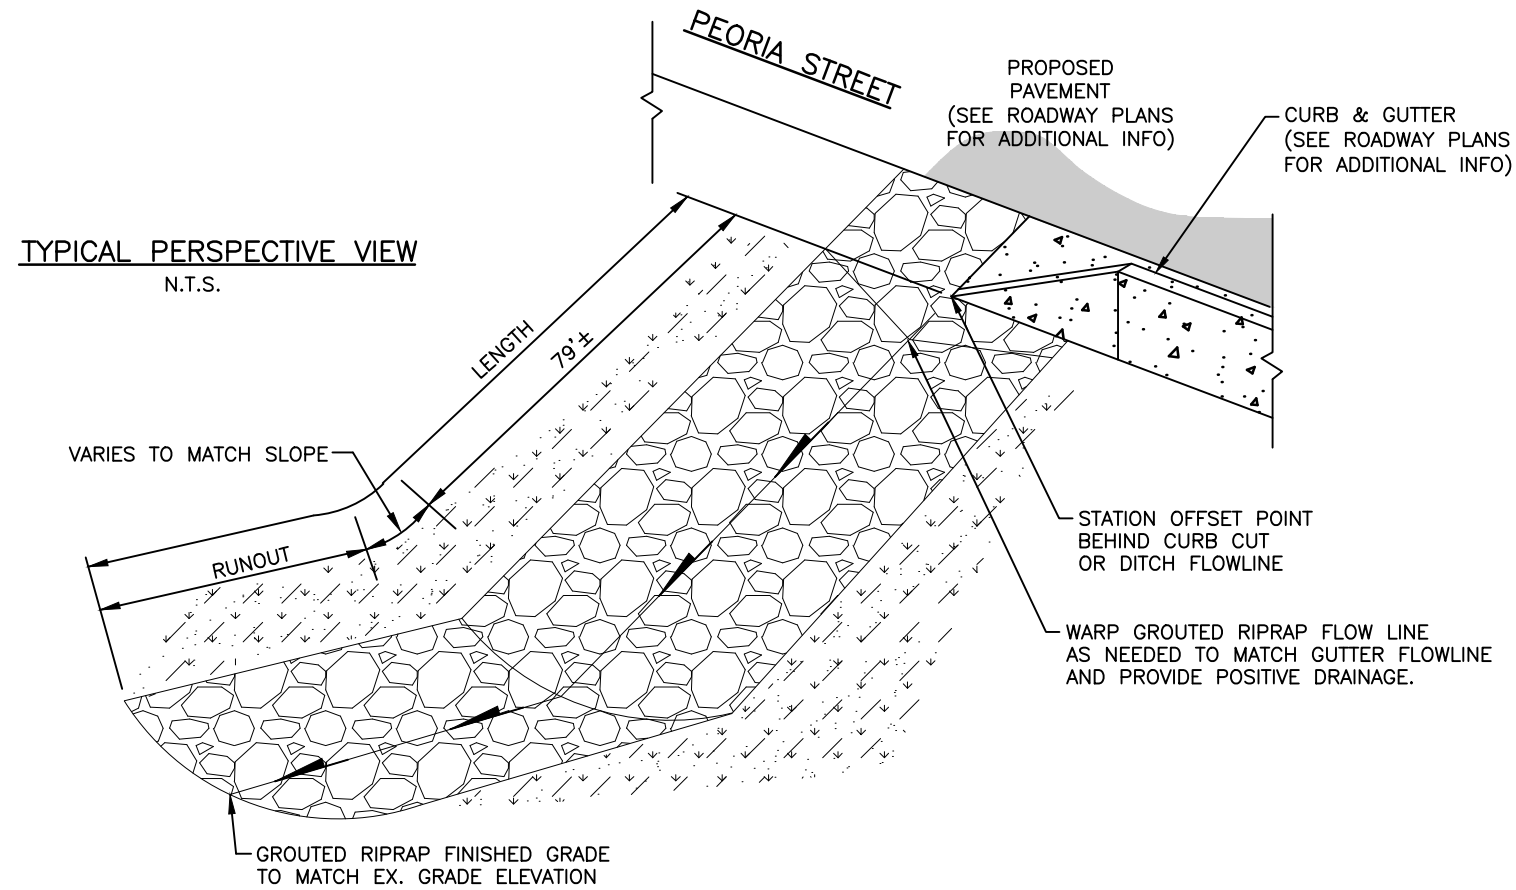 PEORIA STREET
PROPOSED
PAVEMENT
(SEE ROADWAY PLANS
FOR ADDITIONAL INFO)
CURB & GUTTER
(SEE ROADWAY PLANS
FOR ADDITIONAL INFO)
TYPICAL PERSPECTIVE VIEW
N.T.S.
LENGTH
79'±
VARIES TO MATCH SLOPE
RUNOUT
STATION OFFSET POINT
BEHIND CURB CUT
OR DITCH FLOWLINE
WARP GROUTED RIPRAP FLOW LINE
AS NEEDED TO MATCH GUTTER FLOWLINE
AND PROVIDE POSITIVE DRAINAGE.
GROUTED RIPRAP FINISHED GRADE
TO MATCH EX. GRADE ELEVATION